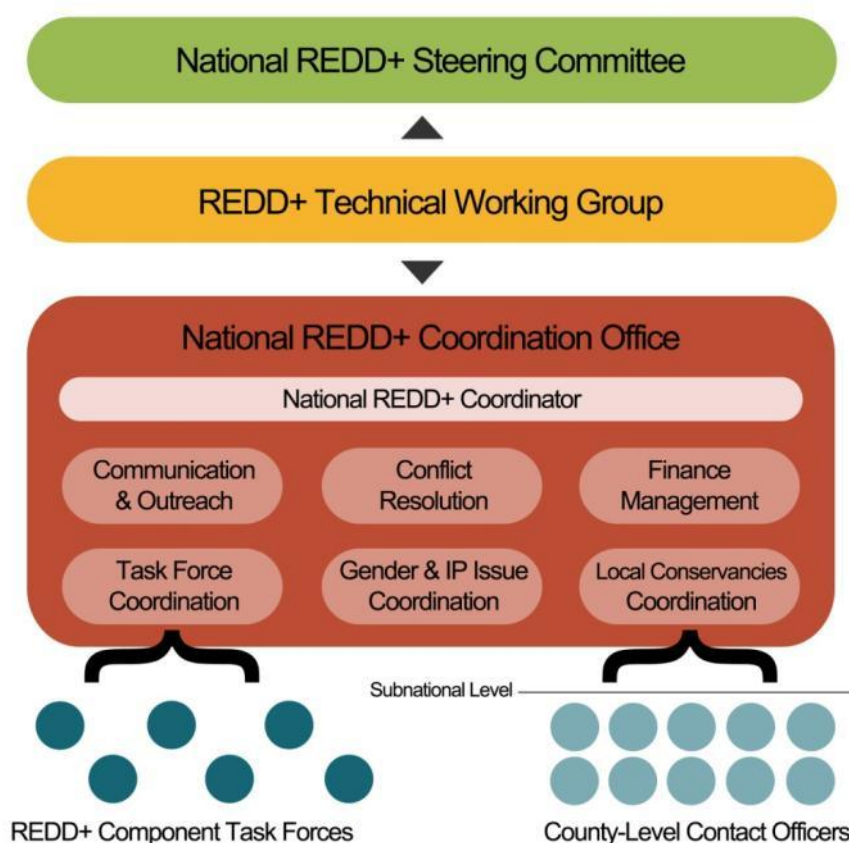 National REDD+ Steering Committee
REDD+ Technical Working Group
National REDD+ Coordination Office
National REDD+ Coordinator
Communication
& Outreach
Conflict
Resolution
Finance
Management
Task Force
Coordination
Gender & IP Issue
Coordination
Local Conservancies
Coordination
Subnational Level
REDD+ Component Task Forces
County-Level Contact Officers